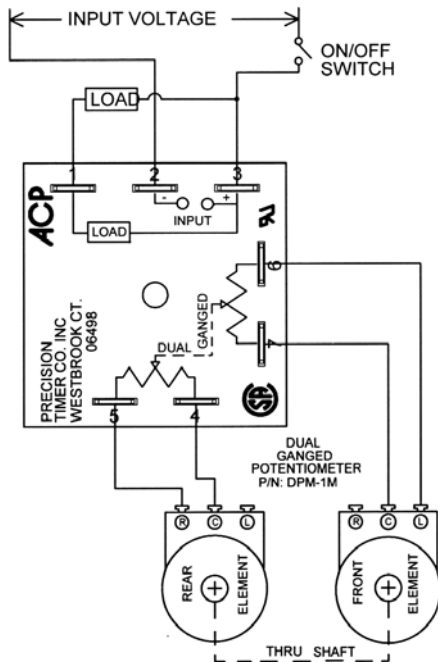 INPUT VOLTAGE
ON/OFF
SWITCH
LOAD
1
2
3
- INPUT +
LOAD
ACP
6
7
GANGED
DUAL
PRECISION
TIMER CO. INC
WESTBROOK CT.
06498
5
4
DUAL
GANGED
POTENTIOMETER
P/N: DPM-1M
R C L
R C L
REAR
ELEMENT
FRONT
ELEMENT
THRU SHAFT